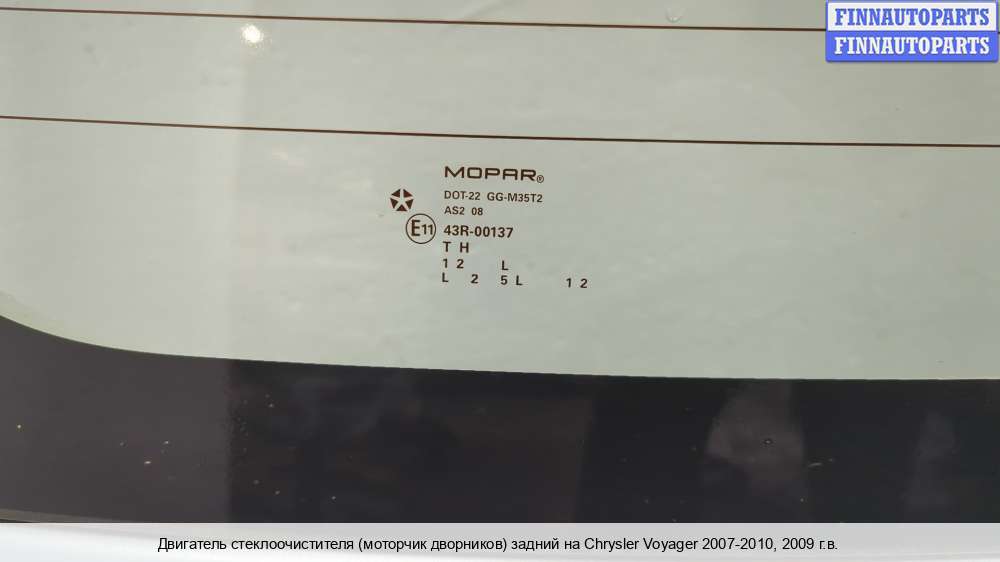 FINNAUTOPARTS
FINNAUTOPARTS
MOPAR®
DOT-22 GG-M35T2
AS2 08
E11 43R-00137
T H
1 2 L
L 2 5 L 1 2
Двигатель стеклоочистителя (моторчик дворников) задний на Chrysler Voyager 2007-2010, 2009 г.в.